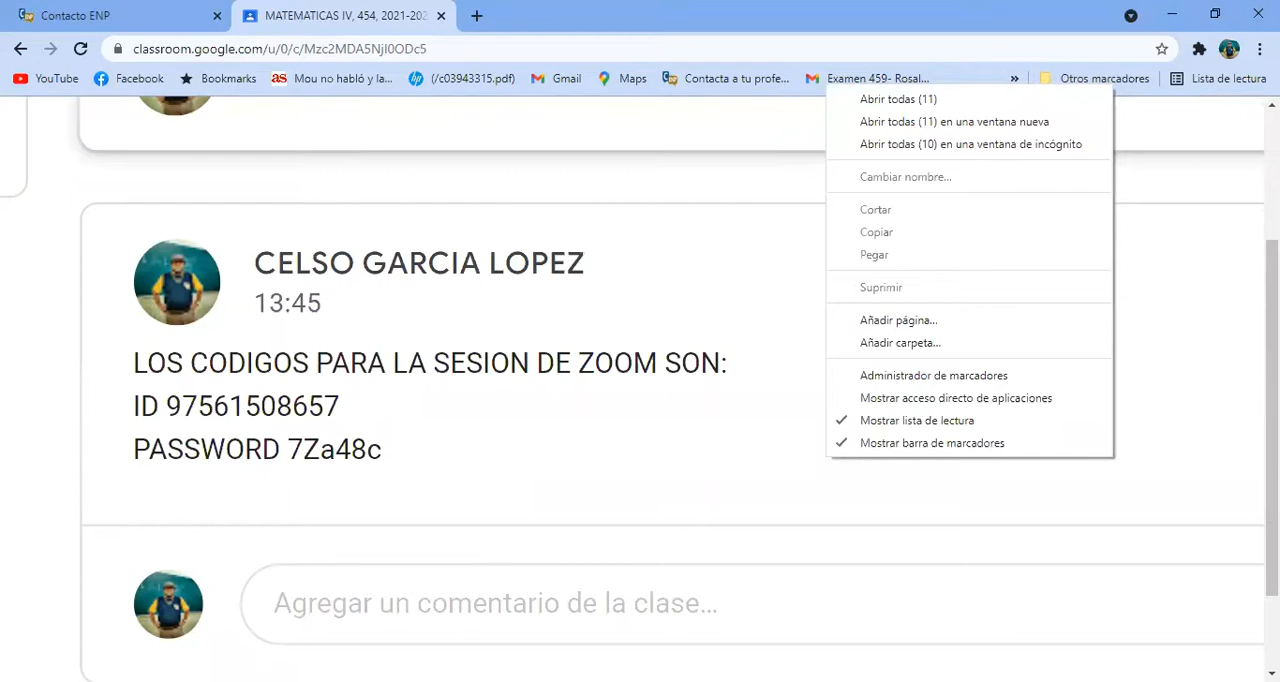 Contacto ENP
MATEMATICAS IV, 454, 2021-202
classroom.google.com/u/0/c/Mzc2MDA5NjI0ODc5
YouTube
Facebook
Bookmarks
as Mou no habló y la...
hp (/c03943315.pdf)
Gmail
Maps
Contacta a tu profe...
Examen 459- Rosal...
»
Otros marcadores
Lista de lectura
Abrir todas (11)
Abrir todas (11) en una ventana nueva
Abrir todas (10) en una ventana de incógnito
Cambiar nombre...
Cortar
Copiar
Pegar
Suprimir
Añadir página...
Añadir carpeta...
Administrador de marcadores
Mostrar acceso directo de aplicaciones
Mostrar lista de lectura
Mostrar barra de marcadores
CELSO GARCIA LOPEZ
13:45
LOS CODIGOS PARA LA SESION DE ZOOM SON:
ID 97561508657
PASSWORD 7Za48c
Agregar un comentario de la clase...